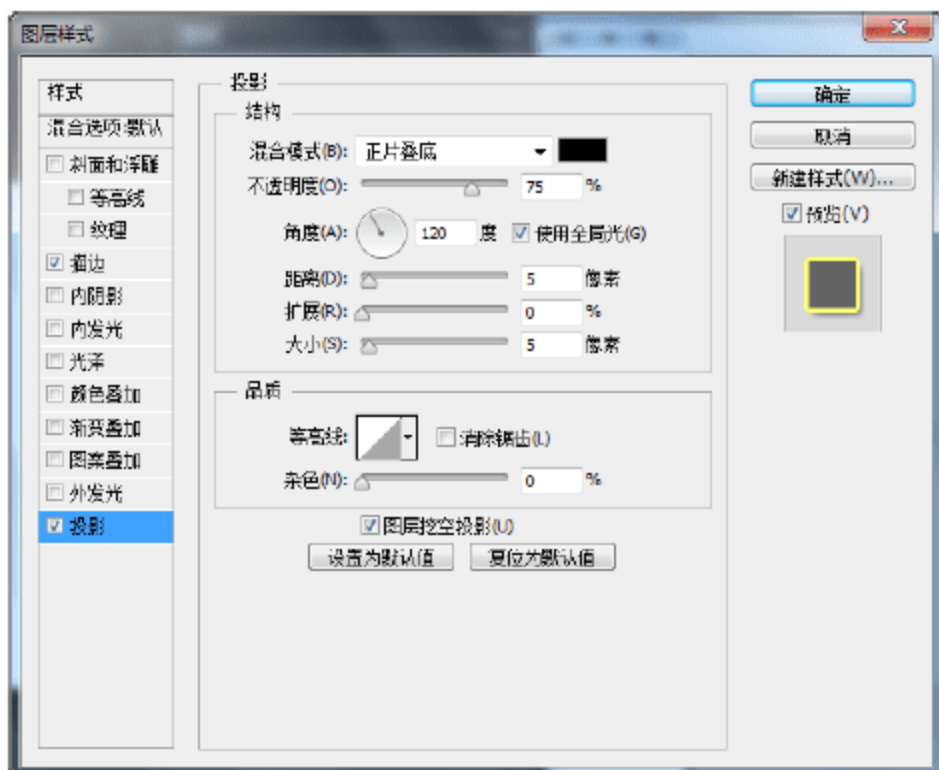 图层样式
样式
混合选项:默认
斜面和浮雕
等高线
纹理
描边
内阴影
内发光
光泽
颜色叠加
渐变叠加
图案叠加
外发光
投影
投影
结构
混合模式(B): 正片叠底
不透明度(O): 75 %
角度(A): 120 度 使用全局光(G)
距离(D): 5 像素
扩展(R): 0 %
大小(S): 5 像素
品质
等高线: 消除锯齿(L)
杂色(N): 0 %
图层挖空投影(U)
设置为默认值 复位为默认值
确定
取消
新建样式(W)...
预览(V)